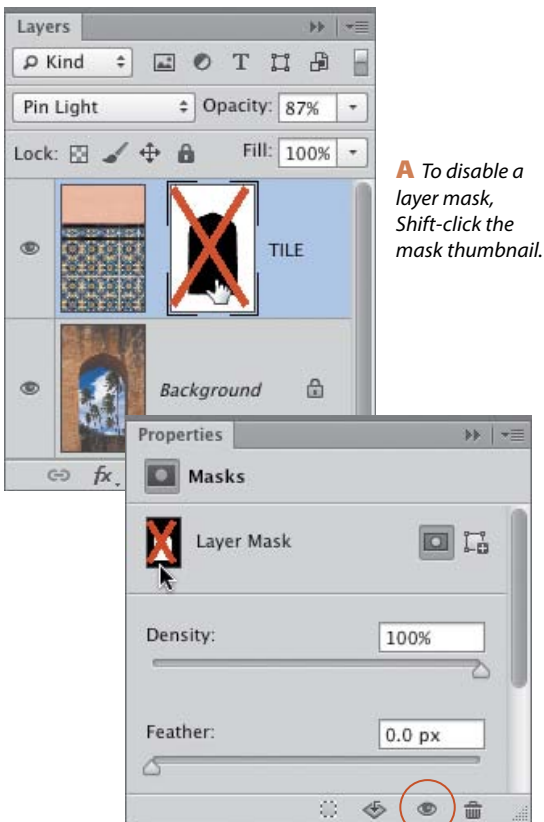 Layers
Kind
T
Pin Light Opacity: 87%
Lock: Fill: 100%
A To disable a
layer mask,
Shift-click the
mask thumbnail.
TILE
Background
fx
Properties
Masks
Layer Mask
Density: 100%
Feather: 0.0 px